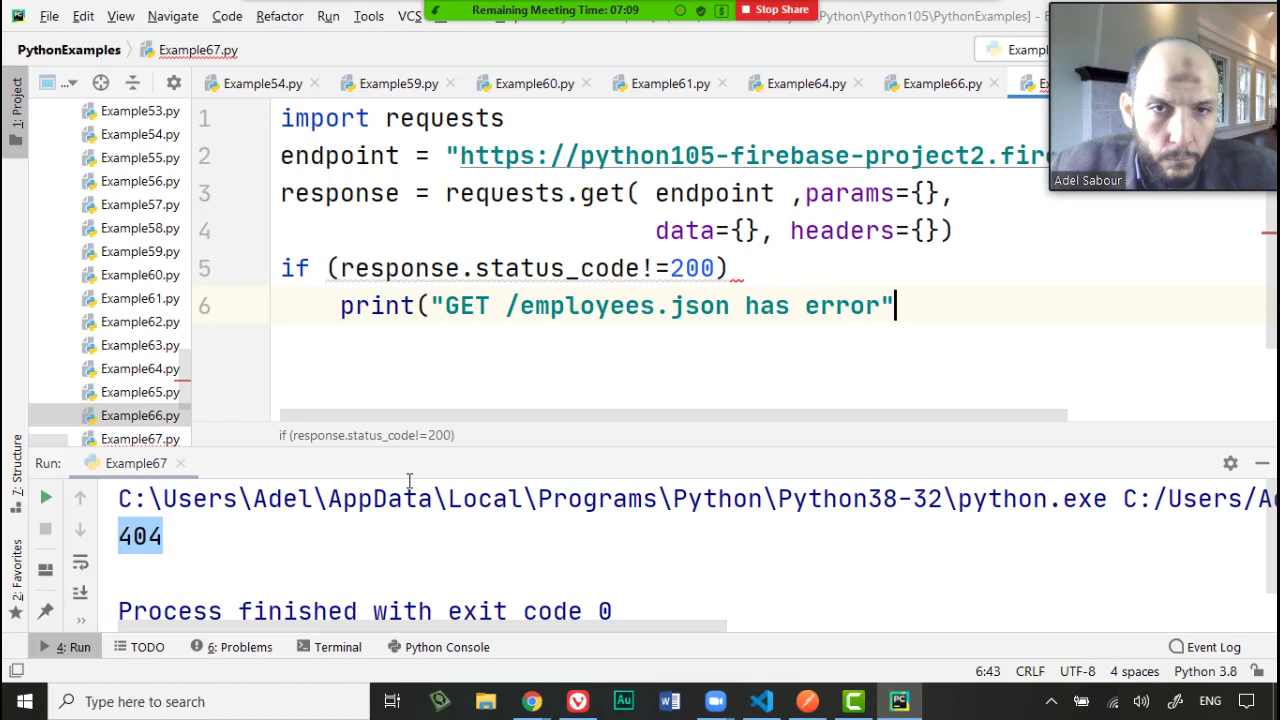 File Edit View Navigate Code Refactor Run Tools VCS
Remaining Meeting Time: 07:09
Stop Share
\Python\Python105\PythonExamples]
PythonExamples
Example67.py
Example54.py
Example59.py
Example60.py
Example61.py
Example64.py
Example66.py
1: Project
Example53.py
Example54.py
Example55.py
Example56.py
Example57.py
Example58.py
Example59.py
Example60.py
Example61.py
Example62.py
Example63.py
Example64.py
Example65.py
Example66.py
Example67.py
1 import requests
2 endpoint = "https://python105-firebase-project2.fir
3 response = requests.get( endpoint ,params={},
4 data={}, headers={})
5 if (response.status_code!=200)
6 print("GET /employees.json has error"
Adel Sabour
if (response.status_code!=200)
Run: Example67
Z: Structure
2: Favorites
C:\Users\Adel\AppData\Local\Programs\Python\Python38-32\python.exe C:/Users/A
404
Process finished with exit code 0
4: Run TODO 6: Problems Terminal Python Console Event Log
6:43 CRLF UTF-8 4 spaces Python 3.8
Type here to search
ENG